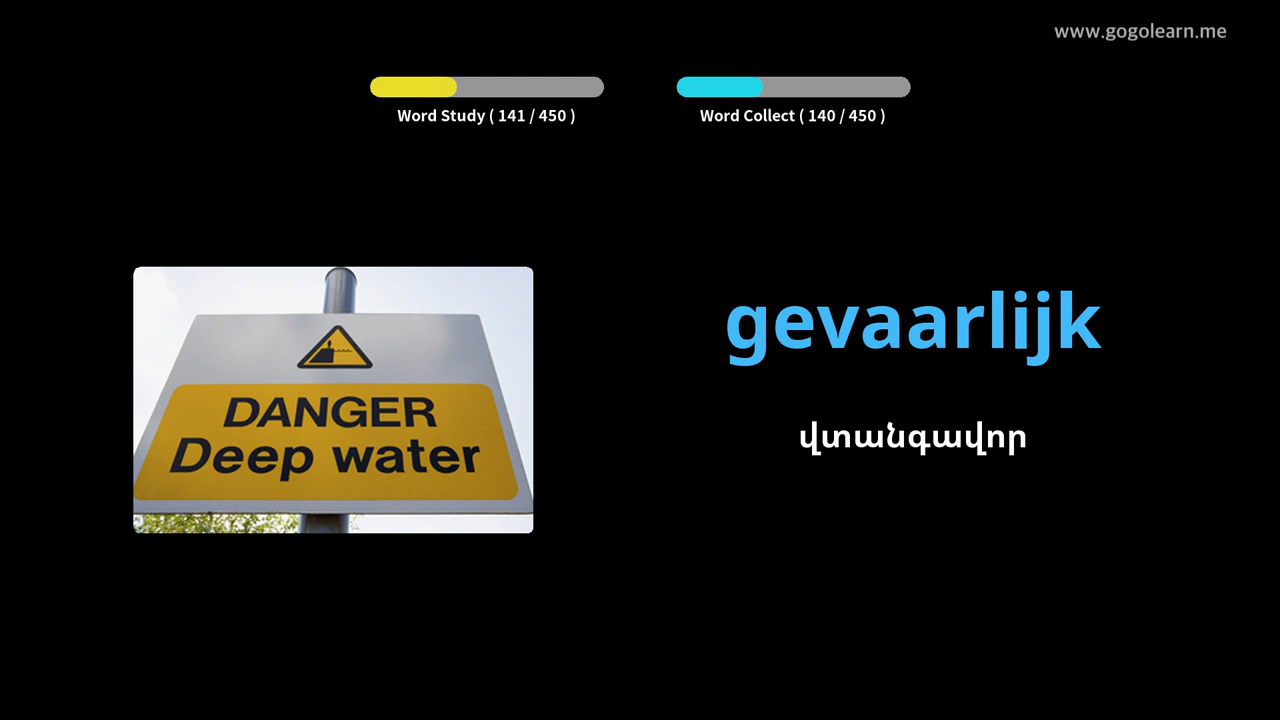 www.gogolearn.me
Word Study ( 141 / 450 )
Word Collect ( 140 / 450 )
DANGER
Deep water
gevaarlijk
վտանգավոր